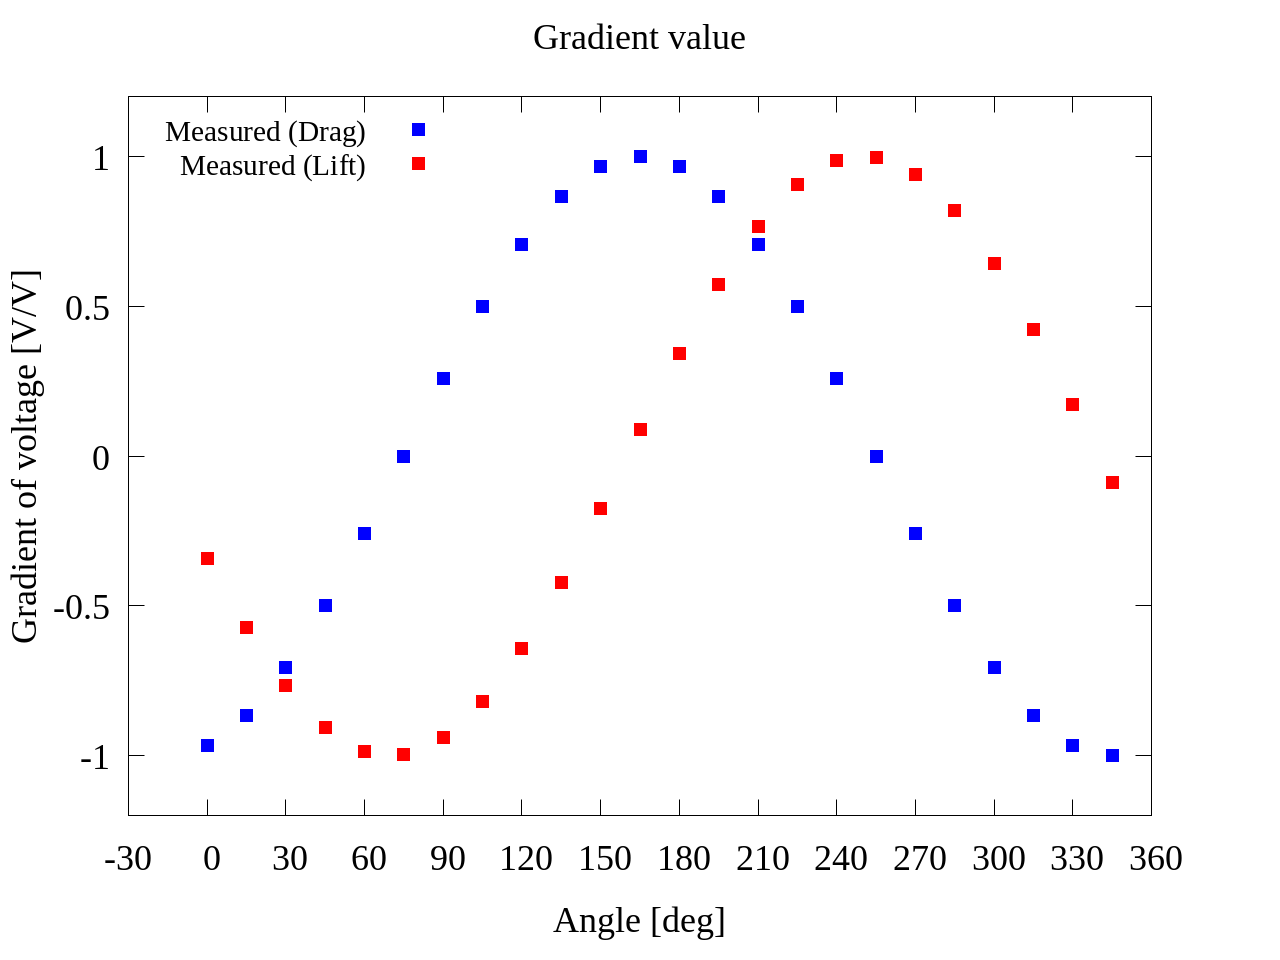 Gradient value
Measured (Drag)
Measured (Lift)
Gradient of voltage [V/V]
1
0.5
0
-0.5
-1
-30 0 30 60 90 120 150 180 210 240 270 300 330 360
Angle [deg]